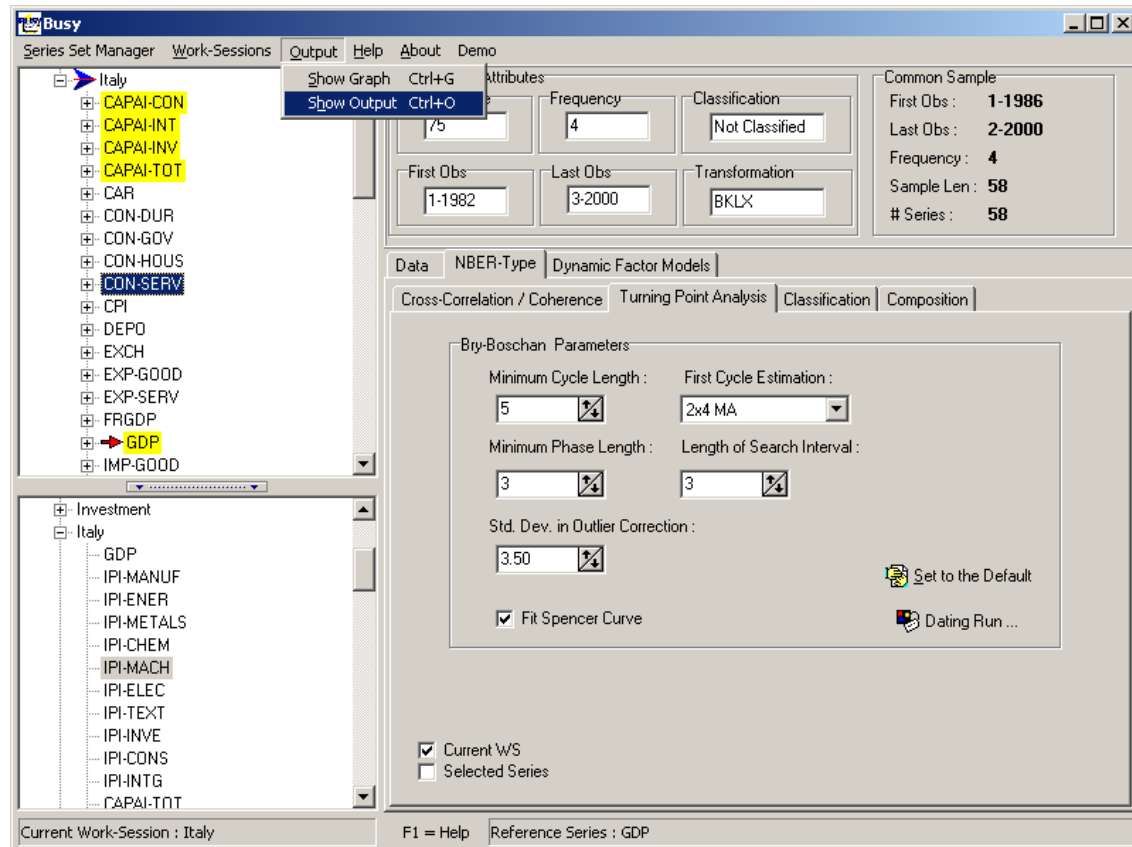 Busy
Series Set Manager Work-Sessions Output Help About Demo
Show Graph Ctrl+G
Show Output Ctrl+O
Italy
CAPAI-CON
CAPAI-INT
CAPAI-INV
CAPAI-TOT
CAR
CON-DUR
CON-GOV
CON-HOUS
CON-SERV
CPI
DEPO
EXCH
EXP-GOOD
EXP-SERV
FRGDP
GDP
IMP-GOOD
Investment
Italy
GDP
IPI-MANUF
IPI-ENER
IPI-METALS
IPI-CHEM
IPI-MACH
IPI-ELEC
IPI-TEXT
IPI-INVE
IPI-CONS
IPI-INTG
CAPAI-TOT
Attributes
Frequency Classification
75 4 Not Classified
First Obs Last Obs Transformation
1-1982 3-2000 BKLX
Common Sample
First Obs : 1-1986
Last Obs : 2-2000
Frequency : 4
Sample Len : 58
# Series : 58
Data NBER-Type Dynamic Factor Models
Cross-Correlation / Coherence Turning Point Analysis Classification Composition
Bry-Boschan Parameters
Minimum Cycle Length : First Cycle Estimation :
5 2x4 MA
Minimum Phase Length : Length of Search Interval :
3 3
Std. Dev. in Outlier Correction :
3.50
Set to the Default
Fit Spencer Curve
Dating Run ...
Current WS
Selected Series
Current Work-Session : Italy F1 = Help Reference Series : GDP